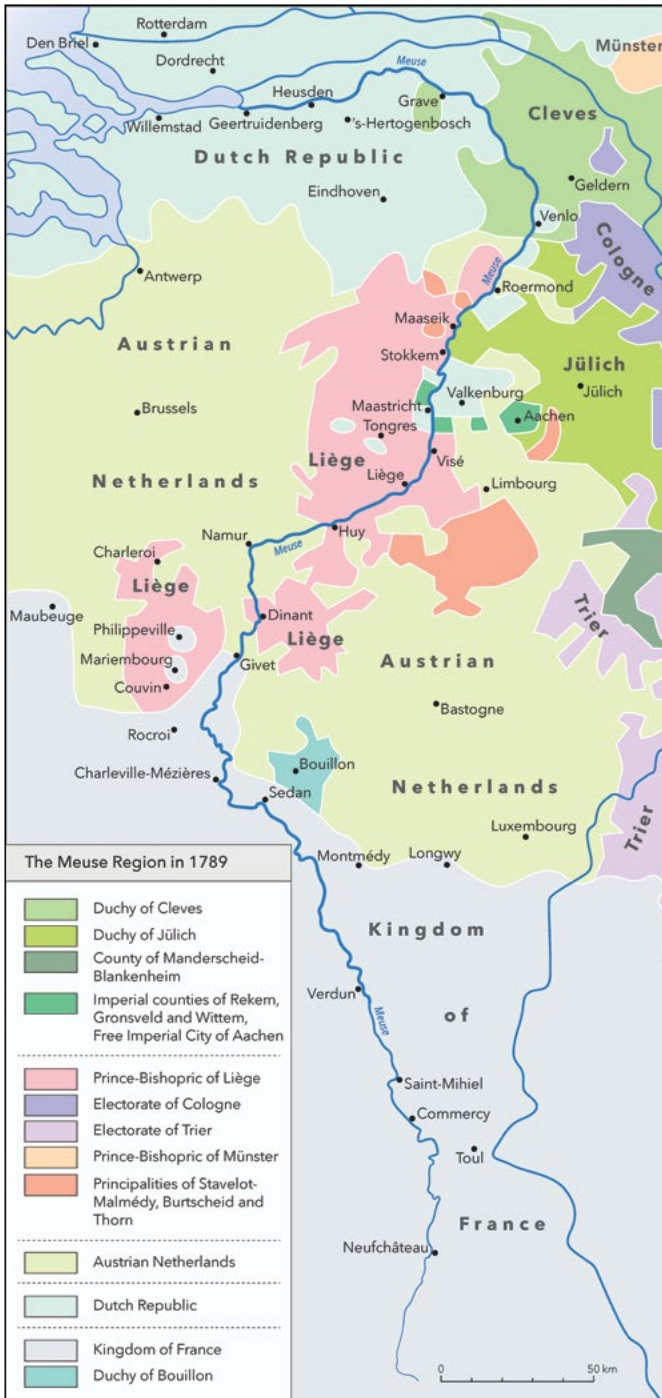 Rotterdam
Den Briel
Münster
Dordrecht
Meuse
Heusden
Grave
Cleves
Willemstad
Geertruidenberg
's-Hertogenbosch
Dutch Republic
Geldern
Eindhoven
Venlo
Cologne
Antwerp
Meuse
Roermond
Maaseik
Austrian
Stokkem
Jülich
Valkenburg
Jülich
Brussels
Maastricht
Aachen
Tongres
Liège
Visé
Netherlands
Liège
Limbourg
Namur
Huy
Meuse
Charleroi
Liège
Trier
Maubeuge
Dinant
Philippeville
Liège
Givet
Austrian
Mariembourg
Couvin
Bastogne
Rocroi
Bouillon
Charleville-Mézières
Netherlands
Sedan
Luxembourg
Trier
Montmédy
Longwy
The Meuse Region in 1789
Duchy of Cleves
Duchy of Jülich
County of Manderscheid-
Blankenheim
Imperial counties of Rekem,
Gronsveld and Wittem,
Free Imperial City of Aachen
Prince-Bishopric of Liège
Electorate of Cologne
Electorate of Trier
Prince-Bishopric of Münster
Principalities of Stavelot-
Malmédy, Burtscheid and
Thorn
Austrian Netherlands
Dutch Republic
Kingdom of France
Duchy of Bouillon
Kingdom
Verdun
Meuse
of
Saint-Mihiel
Commercy
Toul
France
Neufchâteau
0 50 km